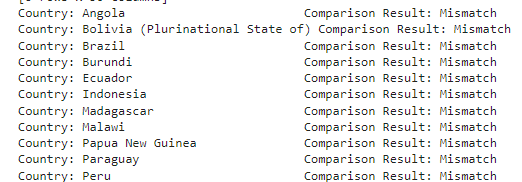 Country: Angola Comparison Result: Mismatch
Country: Bolivia (Plurinational State of) Comparison Result: Mismatch
Country: Brazil Comparison Result: Mismatch
Country: Burundi Comparison Result: Mismatch
Country: Ecuador Comparison Result: Mismatch
Country: Indonesia Comparison Result: Mismatch
Country: Madagascar Comparison Result: Mismatch
Country: Malawi Comparison Result: Mismatch
Country: Papua New Guinea Comparison Result: Mismatch
Country: Paraguay Comparison Result: Mismatch
Country: Peru Comparison Result: Mismatch